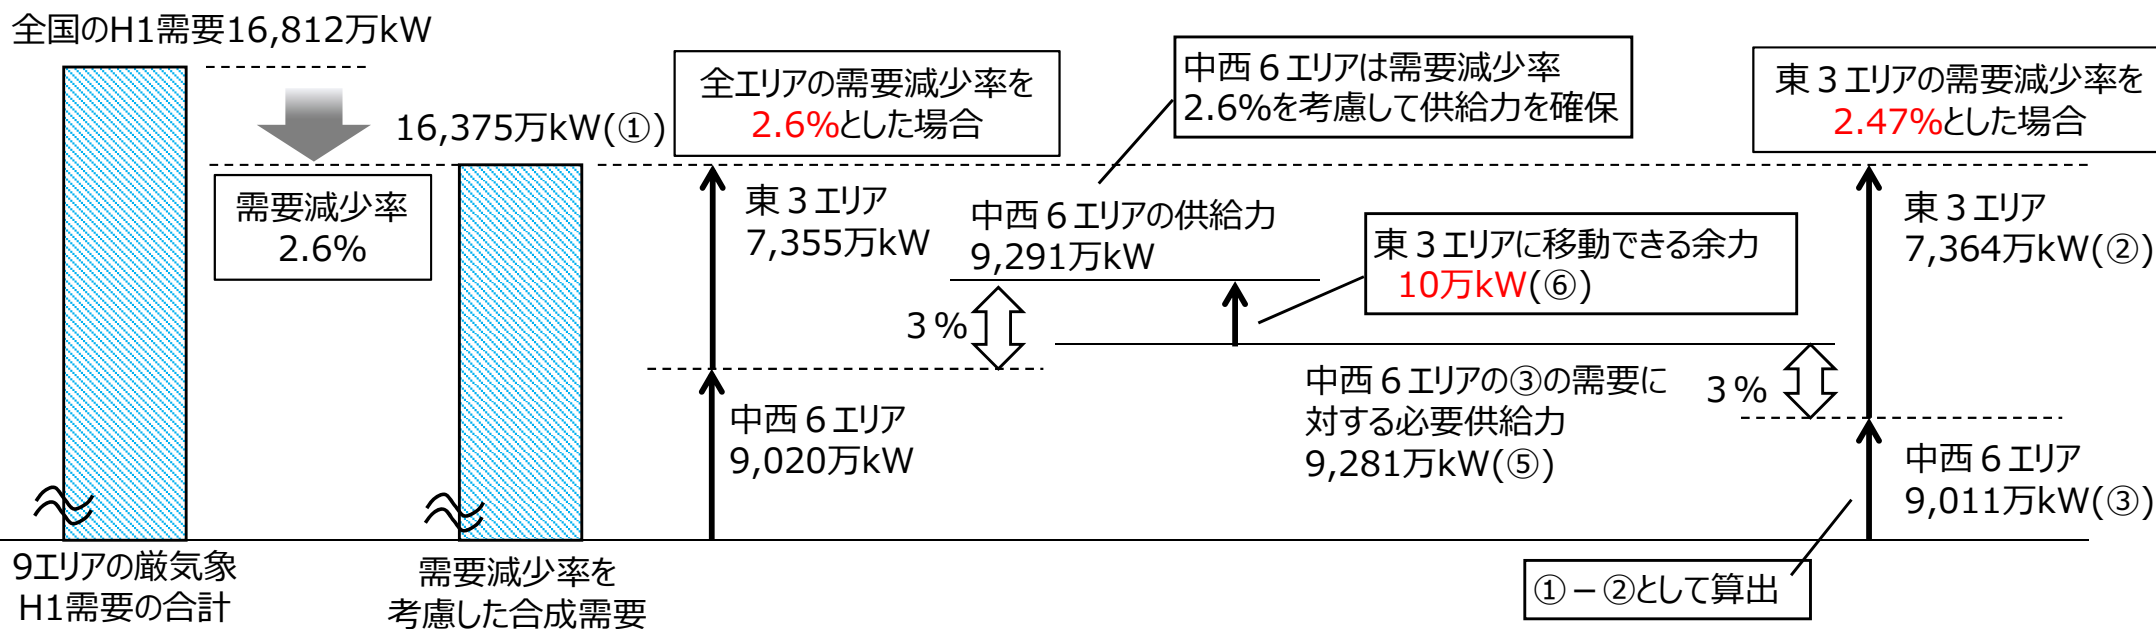 全国のH1需要16,812万kW
16,375万kW(①)
需要減少率
2.6%
9エリアの厳気象
H1需要の合計
需要減少率を
考慮した合成需要
全エリアの需要減少率を
2.6%とした場合
東3エリア
7,355万kW
中西6エリア
9,020万kW
中西6エリアは需要減少率
2.6%を考慮して供給力を確保
中西6エリアの供給力
9,291万kW
3%
東3エリアに移動できる余力
10万kW(⑥)
中西6エリアの③の需要に
対する必要供給力
9,281万kW(⑤)
3%
東3エリアの需要減少率を
2.47%とした場合
東3エリア
7,364万kW(②)
中西6エリア
9,011万kW(③)
①－②として算出